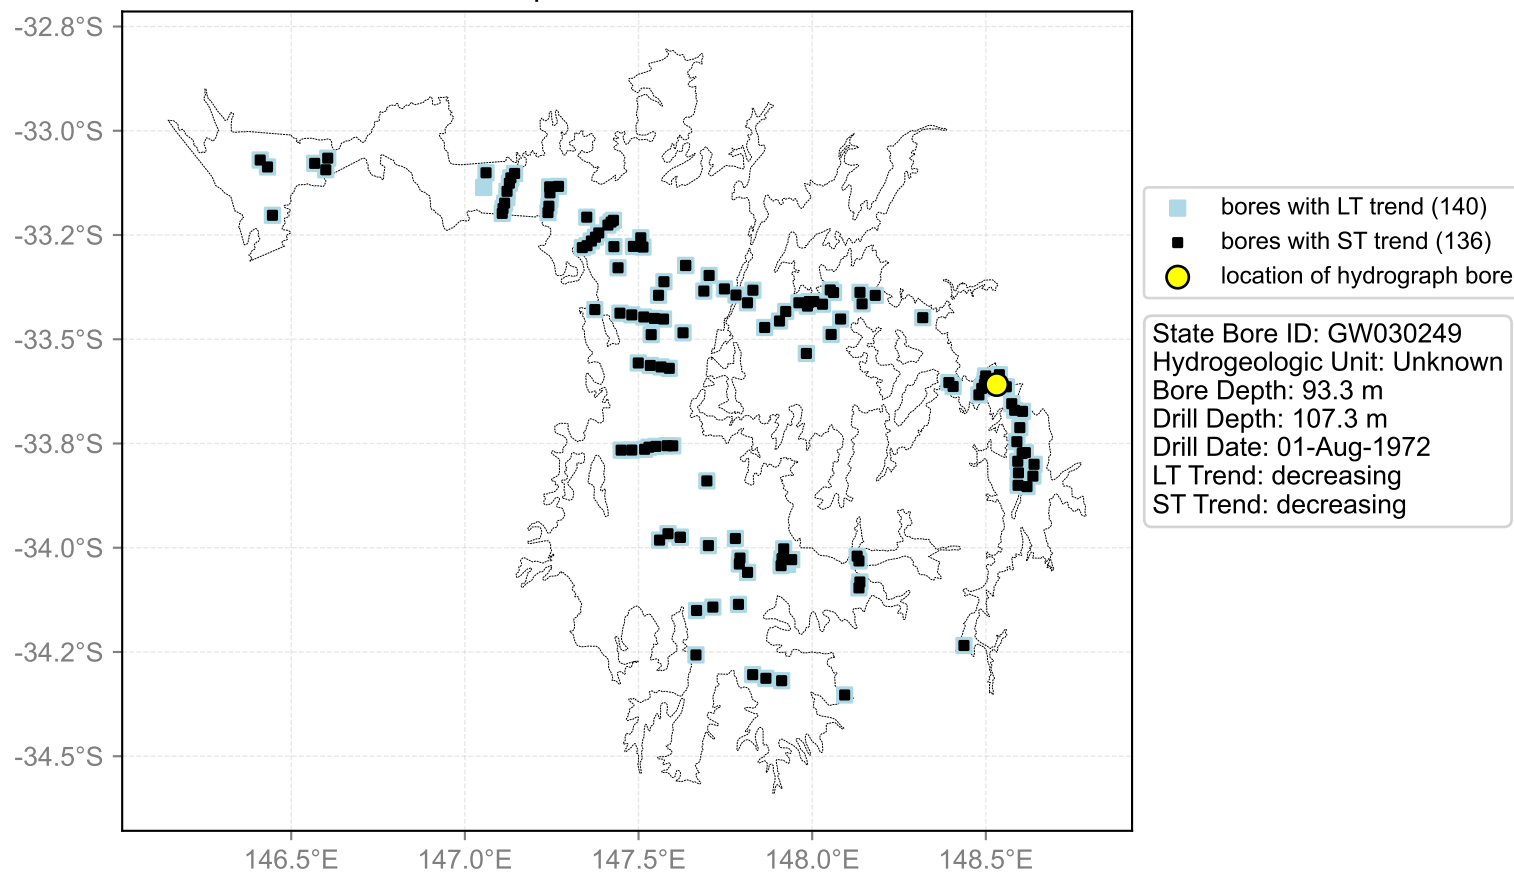 -32.8°S
-33.0°S
-33.2°S
-33.5°S
-33.8°S
-34.0°S
-34.2°S
-34.5°S
146.5°E
147.0°E
147.5°E
148.0°E
148.5°E
bores with LT trend (140)
bores with ST trend (136)
location of hydrograph bore
State Bore ID: GW030249
Hydrogeologic Unit: Unknown
Bore Depth: 93.3 m
Drill Depth: 107.3 m
Drill Date: 01-Aug-1972
LT Trend: decreasing
ST Trend: decreasing